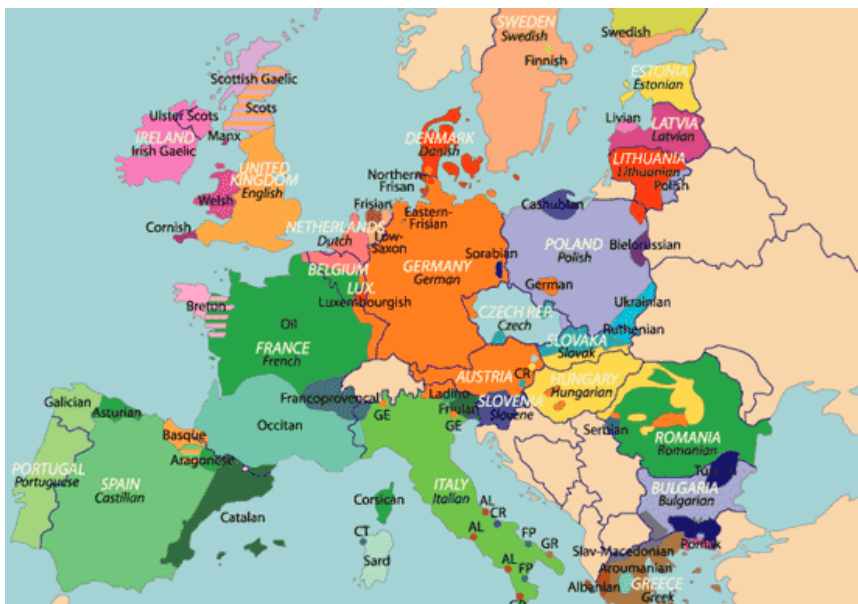 SWEDEN
Swedish
Swedish
Finnish
Scottish Gaelic
ESTONIA
Estonian
Scots
Ulster Scots
Livian
LATVIA
Latvian
IRELAND
Manx
DENMARK
Danish
Irish Gaelic
LITHUANIA
Lithuanian
UNITED
KINGDOM
English
Northern-
Frisan
Polish
Welsh
Frisian
Cashubian
Eastern-
Frisian
Cornish
NETHERLANDS
Dutch
Low-
Saxon
POLAND
Polish
Bielorussian
Sorabian
BELGIUM
GERMANY
German
LUX.
Luxembourgish
German
Ukrainian
Breton
CZECH REP.
Czech
Oil
Ruthenian
SLOVAKA
Slovak
FRANCE
French
AUSTRIA
CR
HUNGARY
Hungarian
Ladino
Francoprovençal
Friulan
SLOVENIA
Slovene
Galician
Asturian
GE
GE
Occitan
Serbian
ROMANIA
Romanian
Basque
Aragonese
PORTUGAL
Portuguese
SPAIN
Castillan
ITALY
Italian
BULGARIA
Bulgarian
Corsican
AL
CR
Catalan
CT
AL
FP
GR
Pomak
Slav-Macedonian
Sard
AL
FP
Aroumanian
Albanian
GREECE
Greek